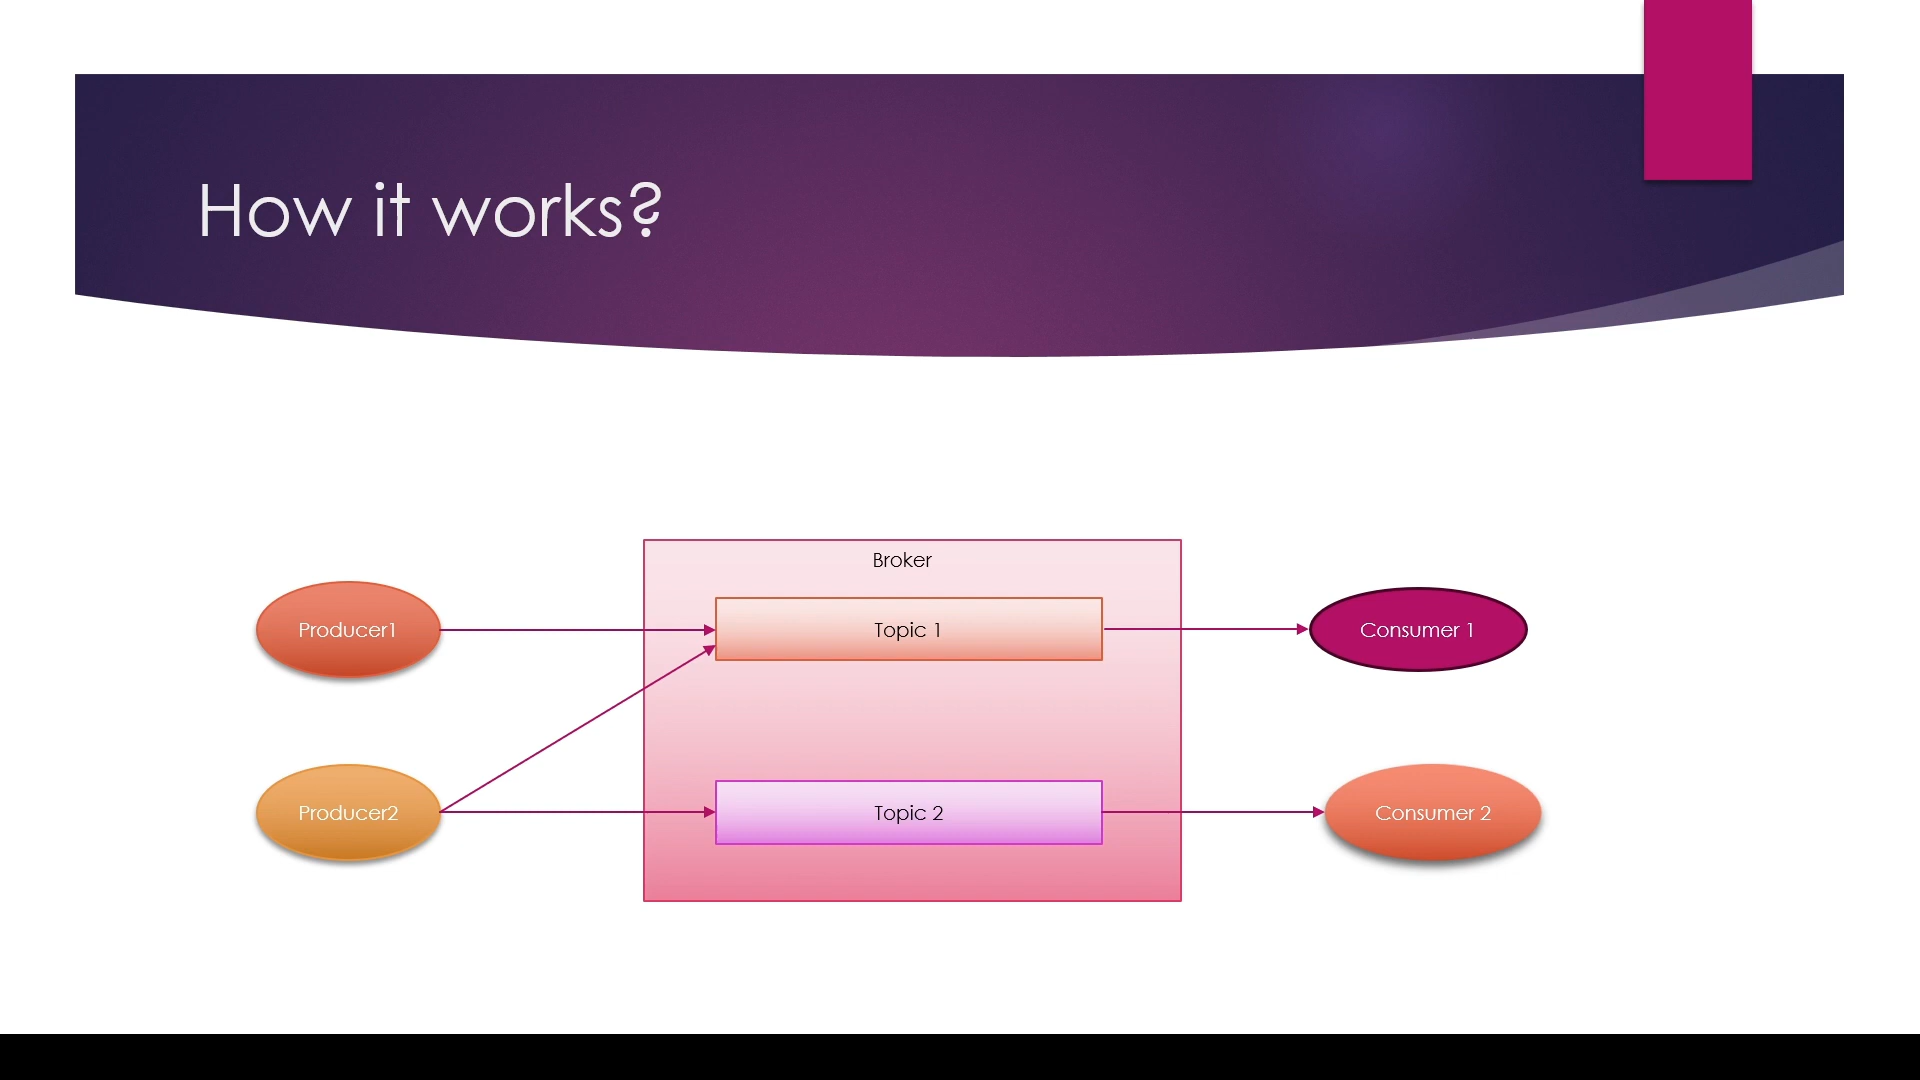 How it works?
Broker
Producer1
Topic 1
Consumer 1
Producer2
Topic 2
Consumer 2